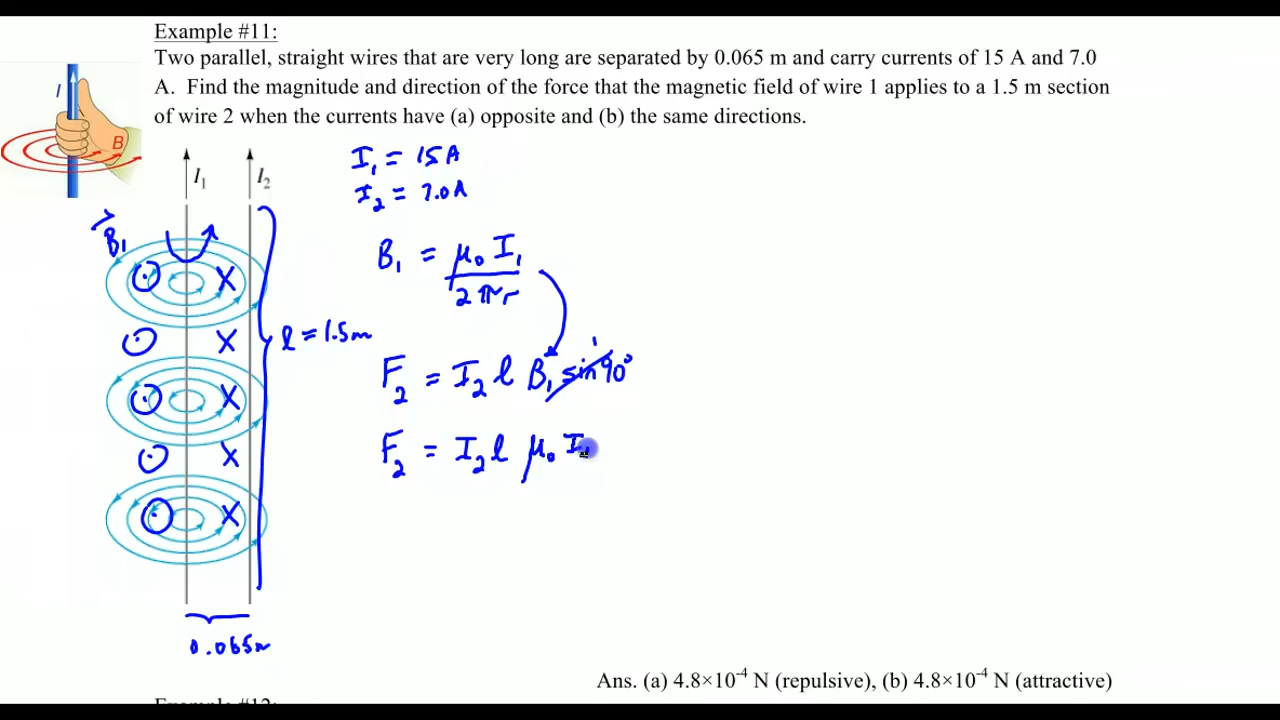 Example #11:
Two parallel, straight wires that are very long are separated by 0.065 m and carry currents of 15 A and 7.0
A. Find the magnitude and direction of the force that the magnetic field of wire 1 applies to a 1.5 m section
of wire 2 when the currents have (a) opposite and (b) the same directions.
I
B
I₁
I₂
I₁ = 15A
I₂ = 7.0A
B₁
B₁ = μ₀ I₁ / 2πr
l = 1.5m
F₂ = I₂ l B₁ sin90° 1
F₂ = I₂ l μ₀ I₁
0.065m
Ans. (a) 4.8×10⁻⁴ N (repulsive), (b) 4.8×10⁻⁴ N (attractive)